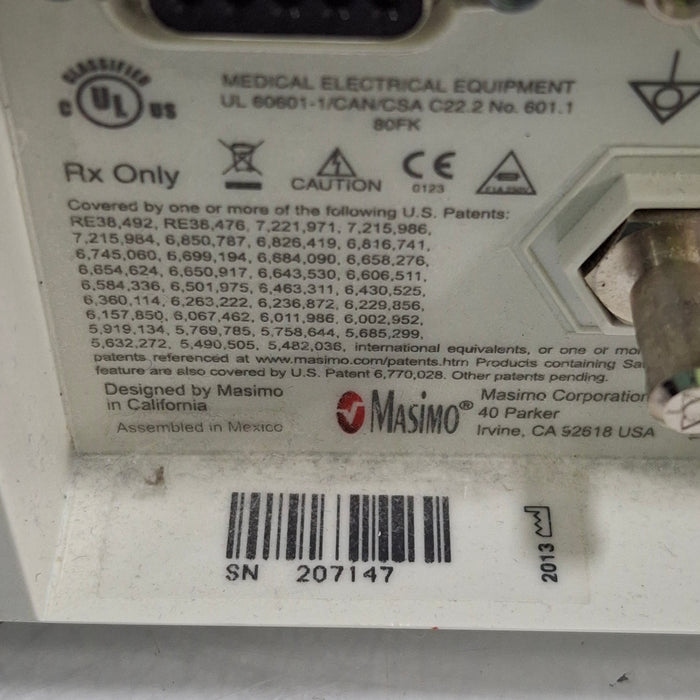 CLASSIFIED
C UL US
MEDICAL ELECTRICAL EQUIPMENT
UL 60601-1/CAN/CSA C22.2 No. 601.1
80FK
Rx Only
CAUTION
CE
0123
Covered by one or more of the following U.S. Patents:
RE38,492, RE38,476, 7,221,971, 7,215,986,
7,215,984, 6,850,787, 6,826,419, 6,816,741,
6,745,060, 6,699,194, 6,684,090, 6,658,276,
6,654,624, 6,650,917, 6,643,530, 6,606,511,
6,584,336, 6,501,975, 6,463,311, 6,430,525,
6,360,114, 6,263,222, 6,236,872, 6,229,856,
6,157,850, 6,067,462, 6,011,986, 6,002,952,
5,919,134, 5,769,785, 5,758,644, 5,685,299,
5,632,272, 5,490,505, 5,482,036, international equivalents, or one or
patents referenced at www.masimo.com/patents.htm Products containing
feature are also covered by U.S. Patent 6,770,028. Other patents pending.
Designed by Masimo
in California
Assembled in Mexico
MASIMO®
Masimo Corporation
40 Parker
Irvine, CA 92618 USA
SN 207147
2013